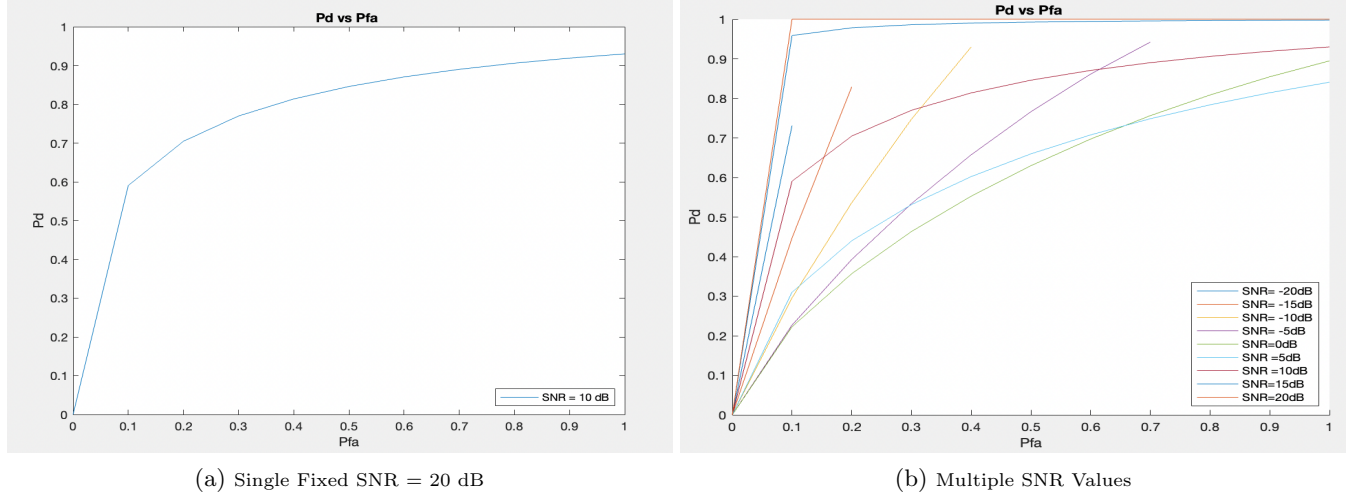 Pd vs Pfa
1
0.9
0.8
0.7
0.6
0.5
0.4
0.3
0.2
0.1
0
Pd
0 0.1 0.2 0.3 0.4 0.5 0.6 0.7 0.8 0.9 1
Pfa
SNR = 10 dB
(a) Single Fixed SNR = 20 dB
Pd vs Pfa
1
0.9
0.8
0.7
0.6
0.5
0.4
0.3
0.2
0.1
0
Pd
0 0.1 0.2 0.3 0.4 0.5 0.6 0.7 0.8 0.9 1
Pfa
SNR= -20dB
SNR= -15dB
SNR= -10dB
SNR= -5dB
SNR=0dB
SNR =5dB
SNR =10dB
SNR=15dB
SNR=20dB
(b) Multiple SNR Values